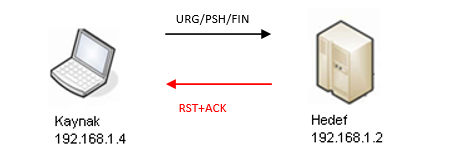 URG/PSH/FIN
RST+ACK
Kaynak
192.168.1.4
Hedef
192.168.1.2